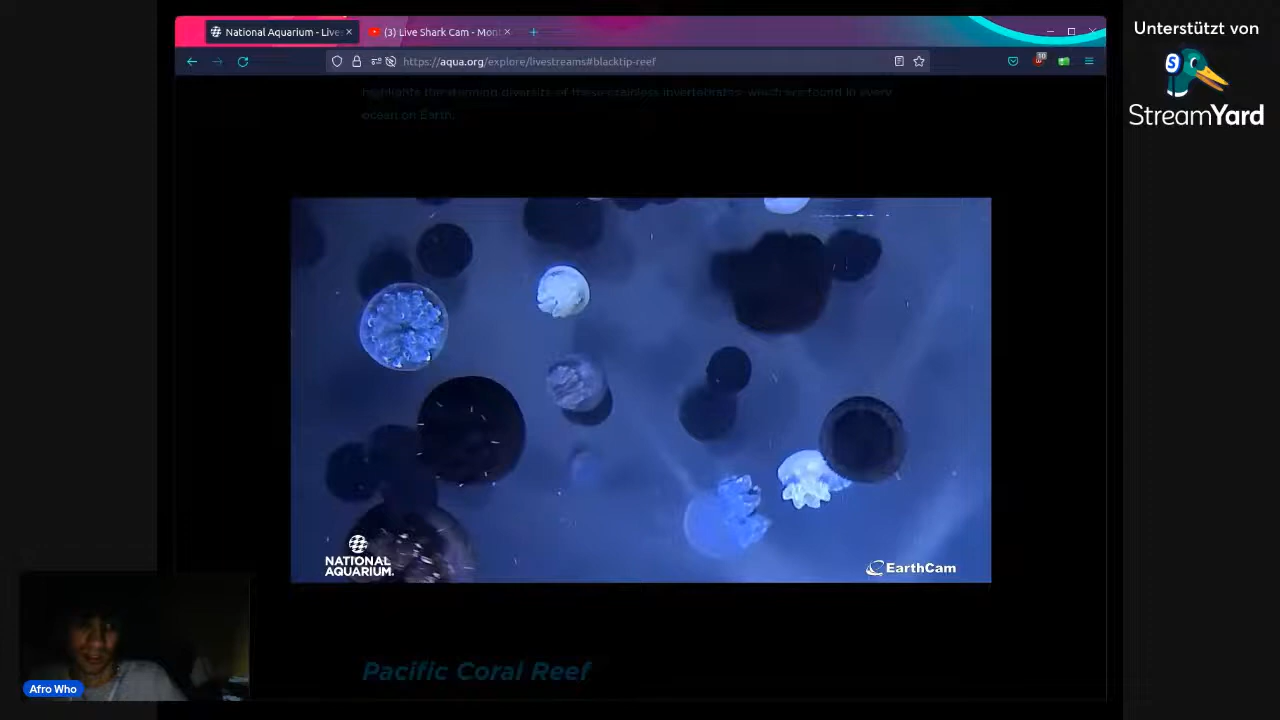 National Aquarium - Live
(3) Live Shark Cam - Mont
https://aqua.org/explore/livestreams#blacktip-reef
highlights the stunning diversity of these brainless invertebrates, which are found in every
ocean on Earth.
NATIONAL
AQUARIUM.
EarthCam
Pacific Coral Reef
Afro Who
Unterstützt von
S
StreamYard